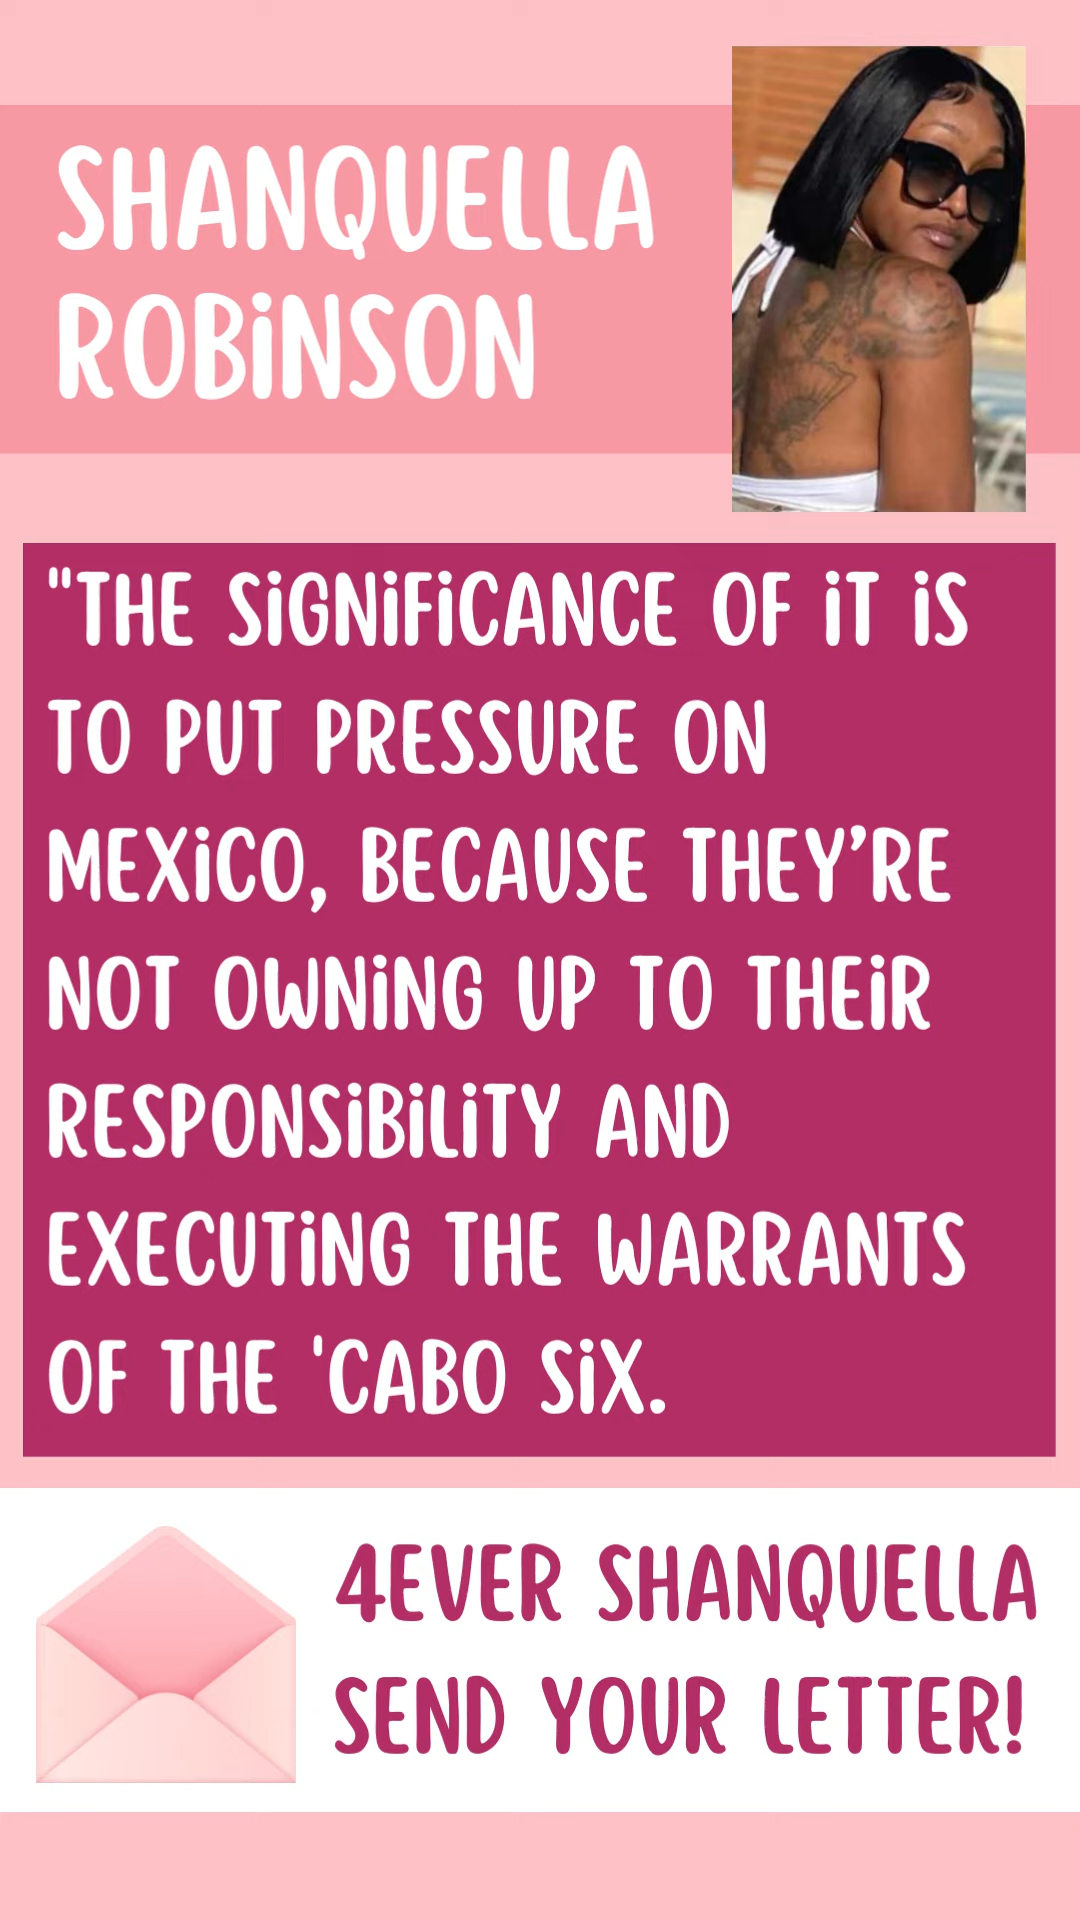 SHANQUELLA
ROBINSON
"THE SIGNIFICANCE OF IT IS
TO PUT PRESSURE ON
MEXICO, BECAUSE THEY’RE
NOT OWNING UP TO THEIR
RESPONSIBILITY AND
EXECUTING THE WARRANTS
OF THE 'CABO SIX.
4EVER SHANQUELLA
SEND YOUR LETTER!